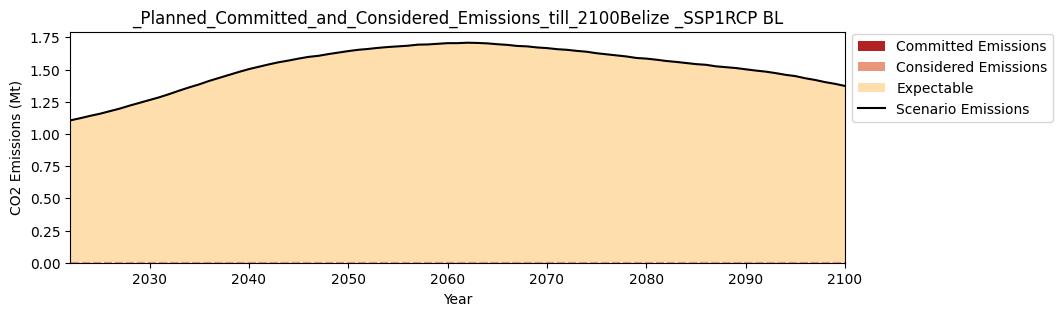 _Planned_Committed_and_Considered_Emissions_till_2100Belize _SSP1RCP BL
CO2 Emissions (Mt)
1.75
1.50
1.25
1.00
0.75
0.50
0.25
0.00
2030 2040 2050 2060 2070 2080 2090 2100
Year
Committed Emissions
Considered Emissions
Expectable
Scenario Emissions